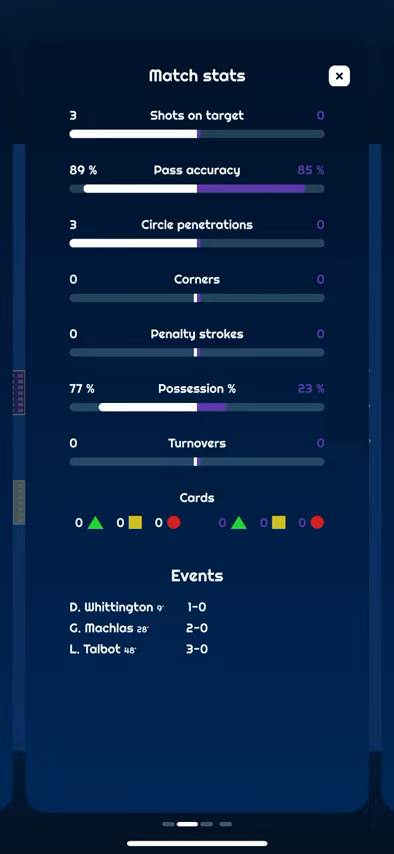 Match stats
3 Shots on target 0
89 % Pass accuracy 85 %
3 Circle penetrations 0
0 Corners 0
0 Penalty strokes 0
77 % Possession % 23 %
0 Turnovers 0
Cards
0 0 0 0 0 0
Events
D. Whittington 9' 1-0
G. Machlas 28' 2-0
L. Talbot 48' 3-0